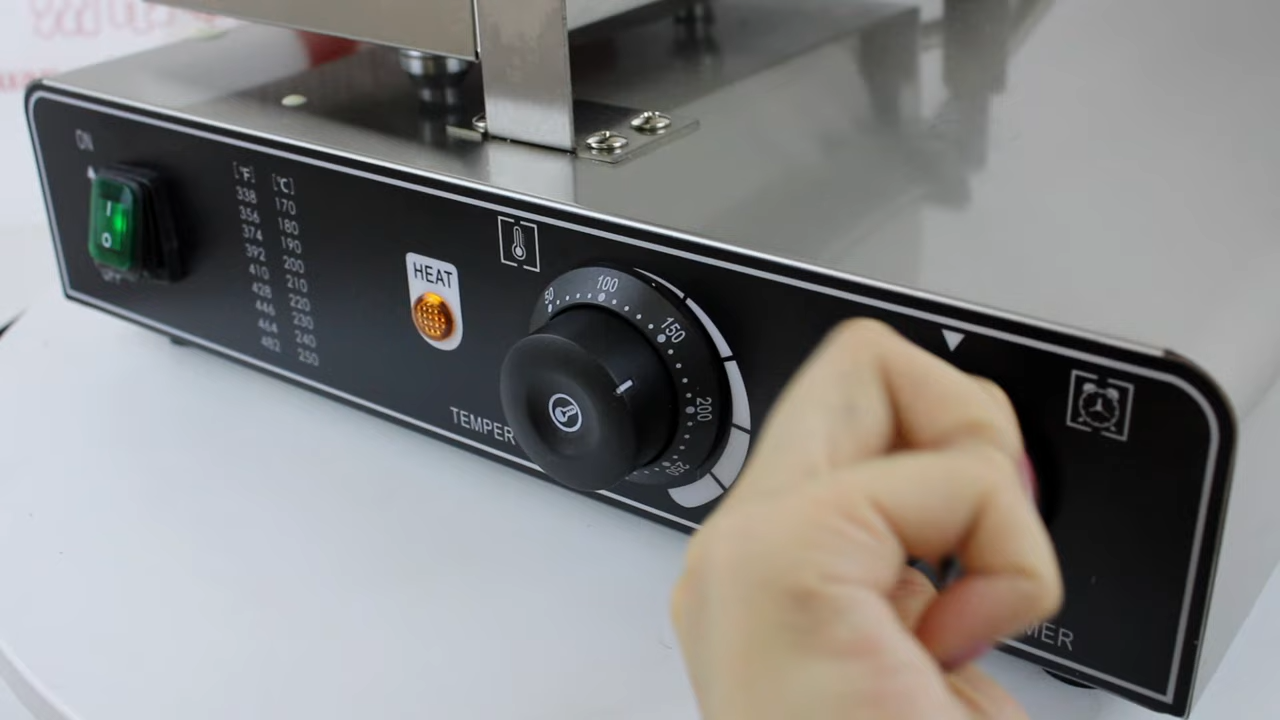 ON
I
O
[°F] [°C]
338 170
356 180
374 190
392 200
410 210
428 220
446 230
464 240
482 250
HEAT
50
100
150
200
250
TEMPER
MER